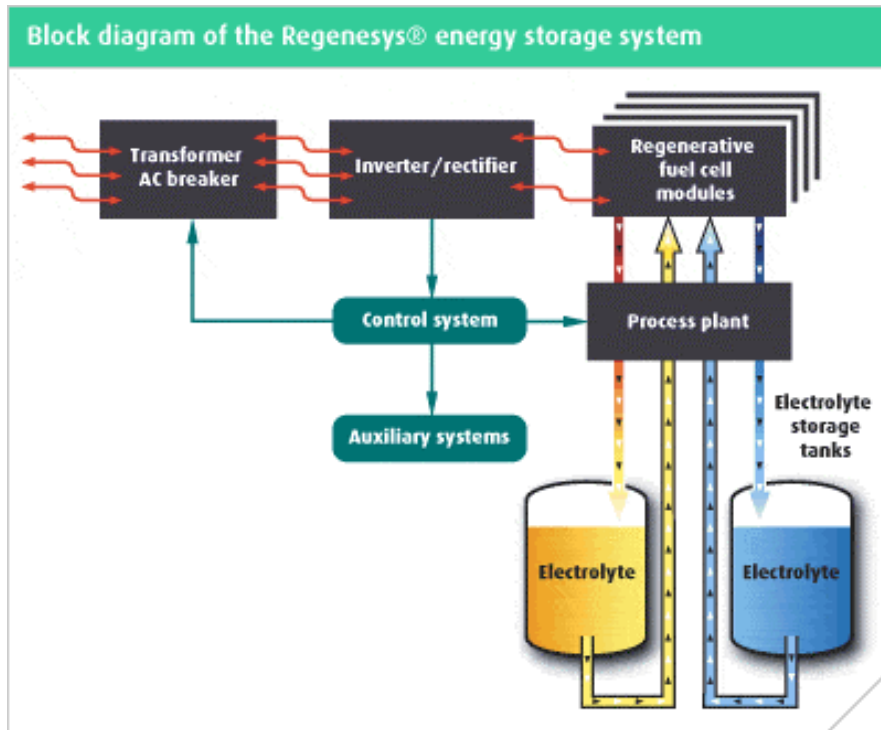 Block diagram of the Regenesys® energy storage system
Transformer
AC breaker
Inverter/rectifier
Regenerative
fuel cell
modules
Control system
Process plant
Auxiliary systems
Electrolyte
storage
tanks
Electrolyte
Electrolyte